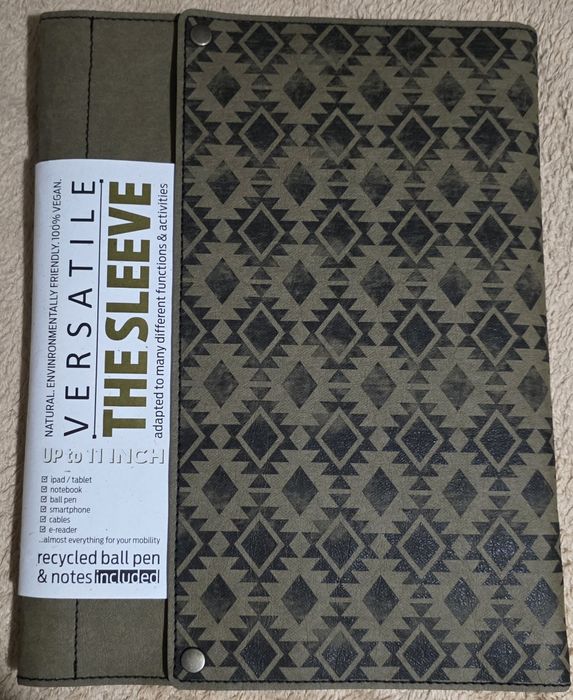 NATURAL. ENVINRONMENTALLY FRIENDLY. 100% VEGAN.
VERSATILE
THE SLEEVE
adapted to many different functions & activities
UP to 11 INCH
ipad / tablet
notebook
ball pen
smartphone
cables
e-reader
...almost everything for your mobility
recycled ball pen
& notes included